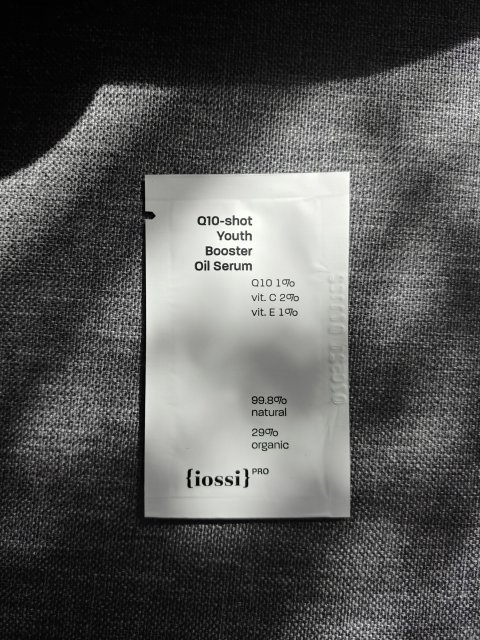 Q10-shot
Youth
Booster
Oil Serum
Q10 1%
vit. C 2%
vit. E 1%
99.8%
natural
29%
organic
{iossi} PRO